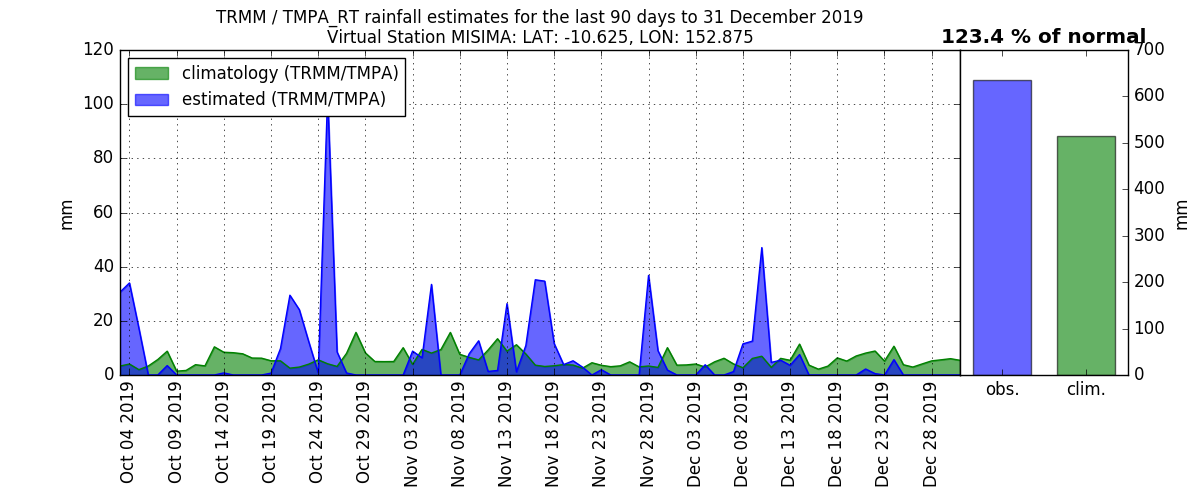 TRMM / TMPA_RT rainfall estimates for the last 90 days to 31 December 2019
Virtual Station MISIMA: LAT: -10.625, LON: 152.875
123.4 % of normal
climatology (TRMM/TMPA)
estimated (TRMM/TMPA)
120
100
80
60
40
20
0
mm
Oct 04 2019
Oct 09 2019
Oct 14 2019
Oct 19 2019
Oct 24 2019
Oct 29 2019
Nov 03 2019
Nov 08 2019
Nov 13 2019
Nov 18 2019
Nov 23 2019
Nov 28 2019
Dec 03 2019
Dec 08 2019
Dec 13 2019
Dec 18 2019
Dec 23 2019
Dec 28 2019
700
600
500
400
300
200
100
0
mm
obs.
clim.